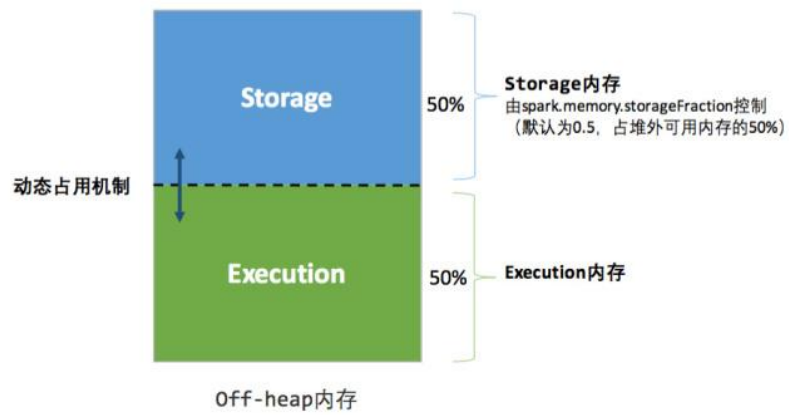 Storage
50%
Storage内存
由spark.memory.storageFraction控制
（默认为0.5，占堆外可用内存的50%）
动态占用机制
Execution
50%
Execution内存
Off-heap内存